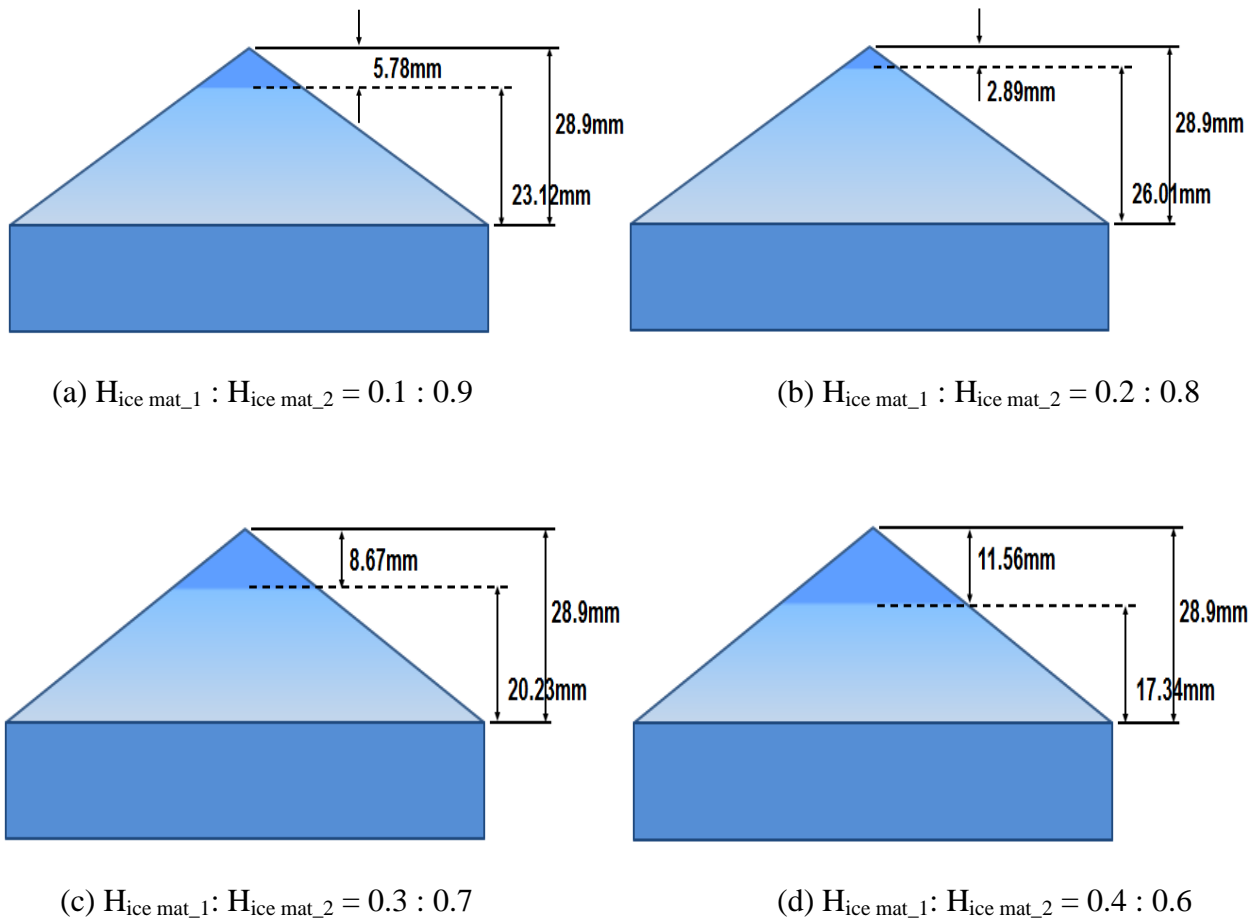 5.78mm
28.9mm
23.12mm
2.89mm
28.9mm
26.01mm
(a) Hice mat_1 : Hice mat_2 = 0.1 : 0.9
(b) Hice mat_1 : Hice mat_2 = 0.2 : 0.8
8.67mm
28.9mm
20.23mm
11.56mm
28.9mm
17.34mm
(c) Hice mat_1: Hice mat_2 = 0.3 : 0.7
(d) Hice mat_1: Hice mat_2 = 0.4 : 0.6